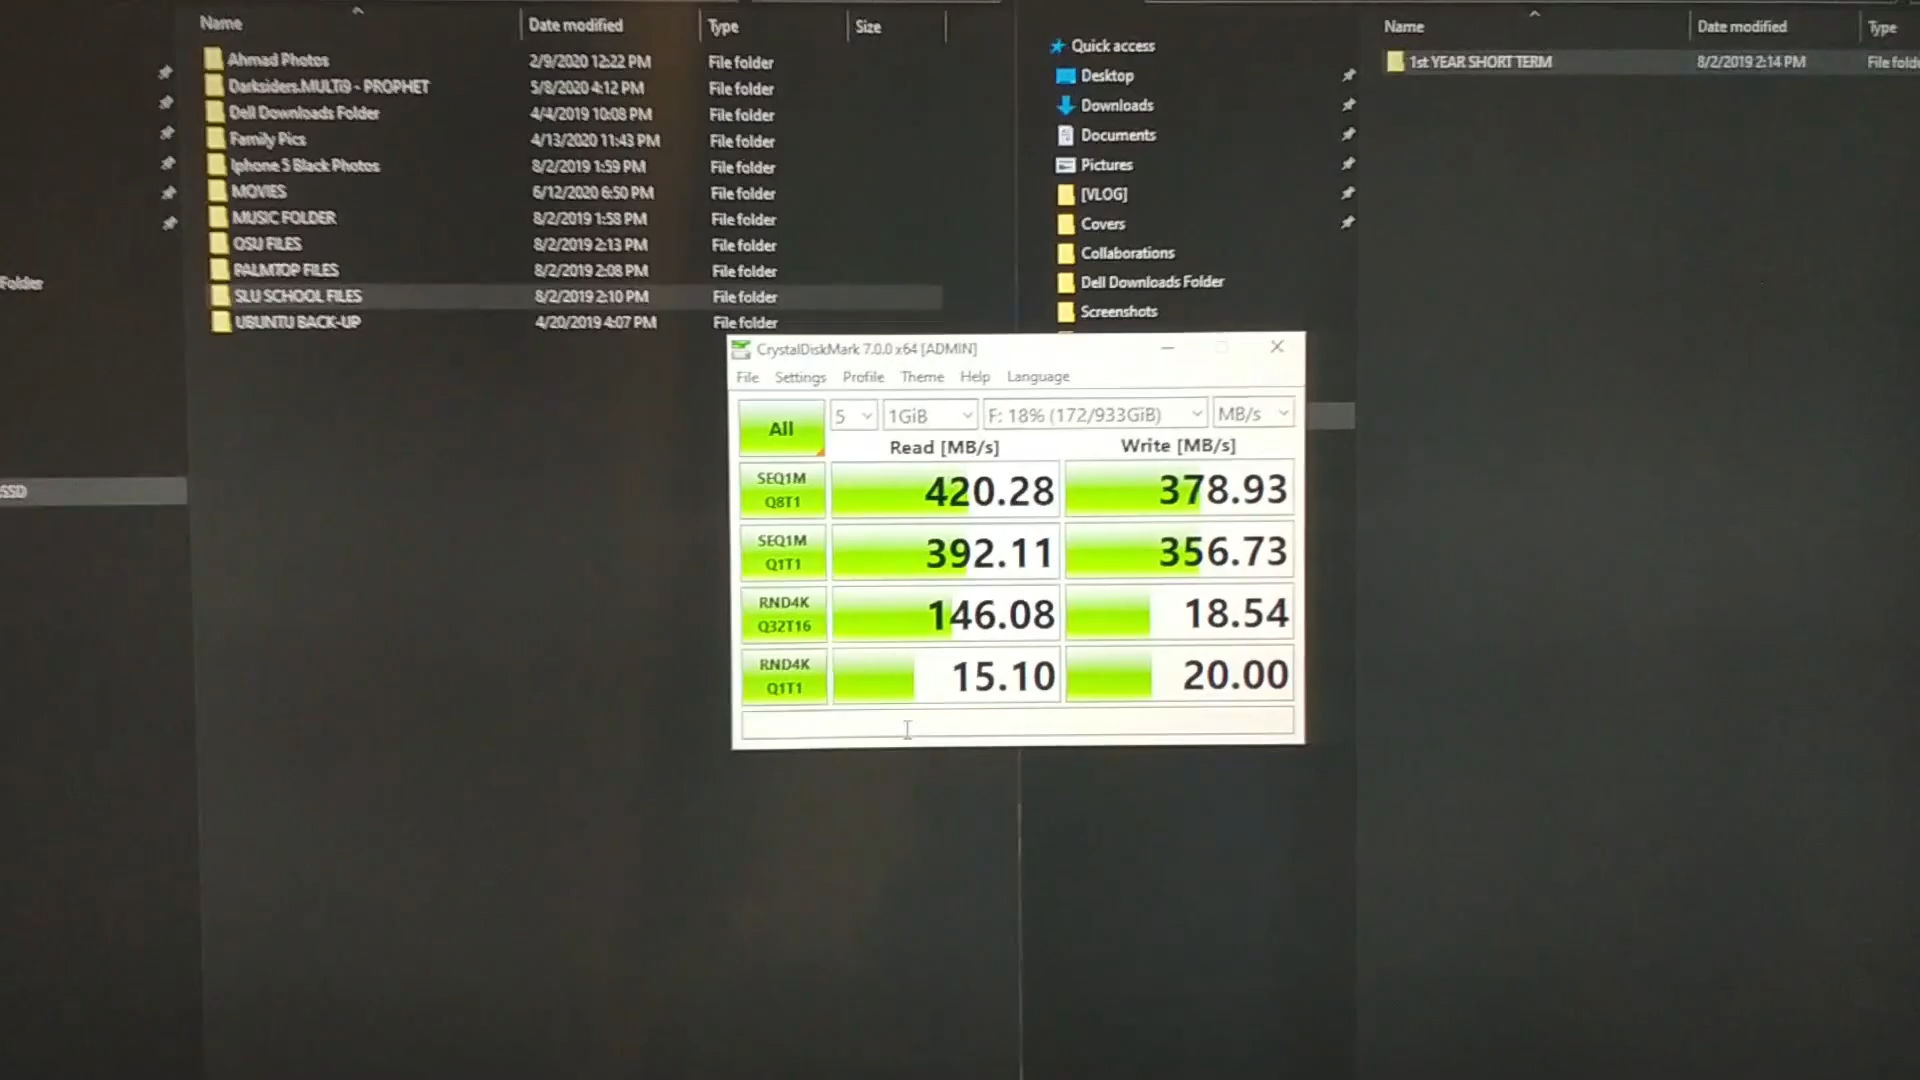 Name Date modified Type Size
Ahmad Photos 2/9/2020 12:22 PM File folder
Darksiders.MULTi9 - PROPHET 5/8/2020 4:12 PM File folder
Dell Downloads Folder 4/4/2019 10:08 PM File folder
Family Pics 4/13/2020 11:43 PM File folder
Iphone 5 Black Photos 8/2/2019 1:59 PM File folder
MOVIES 6/12/2020 6:50 PM File folder
MUSIC FOLDER 8/2/2019 1:58 PM File folder
OSU FILES 8/2/2019 2:13 PM File folder
PALMTOP FILES 8/2/2019 2:08 PM File folder
SLU SCHOOL FILES 8/2/2019 2:10 PM File folder
UBUNTU BACK-UP 4/20/2019 4:07 PM File folder
Folder
SSD
Quick access
Desktop
Downloads
Documents
Pictures
[VLOG]
Covers
Collaborations
Dell Downloads Folder
Screenshots
Name Date modified Type
1st YEAR SHORT TERM 8/2/2019 2:14 PM File folde
CrystalDiskMark 7.0.0 x64 [ADMIN]
File Settings Profile Theme Help Language
All 5 1GiB F: 18% (172/933GiB) MB/s
Read [MB/s] Write [MB/s]
SEQ1M
Q8T1 420.28 378.93
SEQ1M
Q1T1 392.11 356.73
RND4K
Q32T16 146.08 18.54
RND4K
Q1T1 15.10 20.00